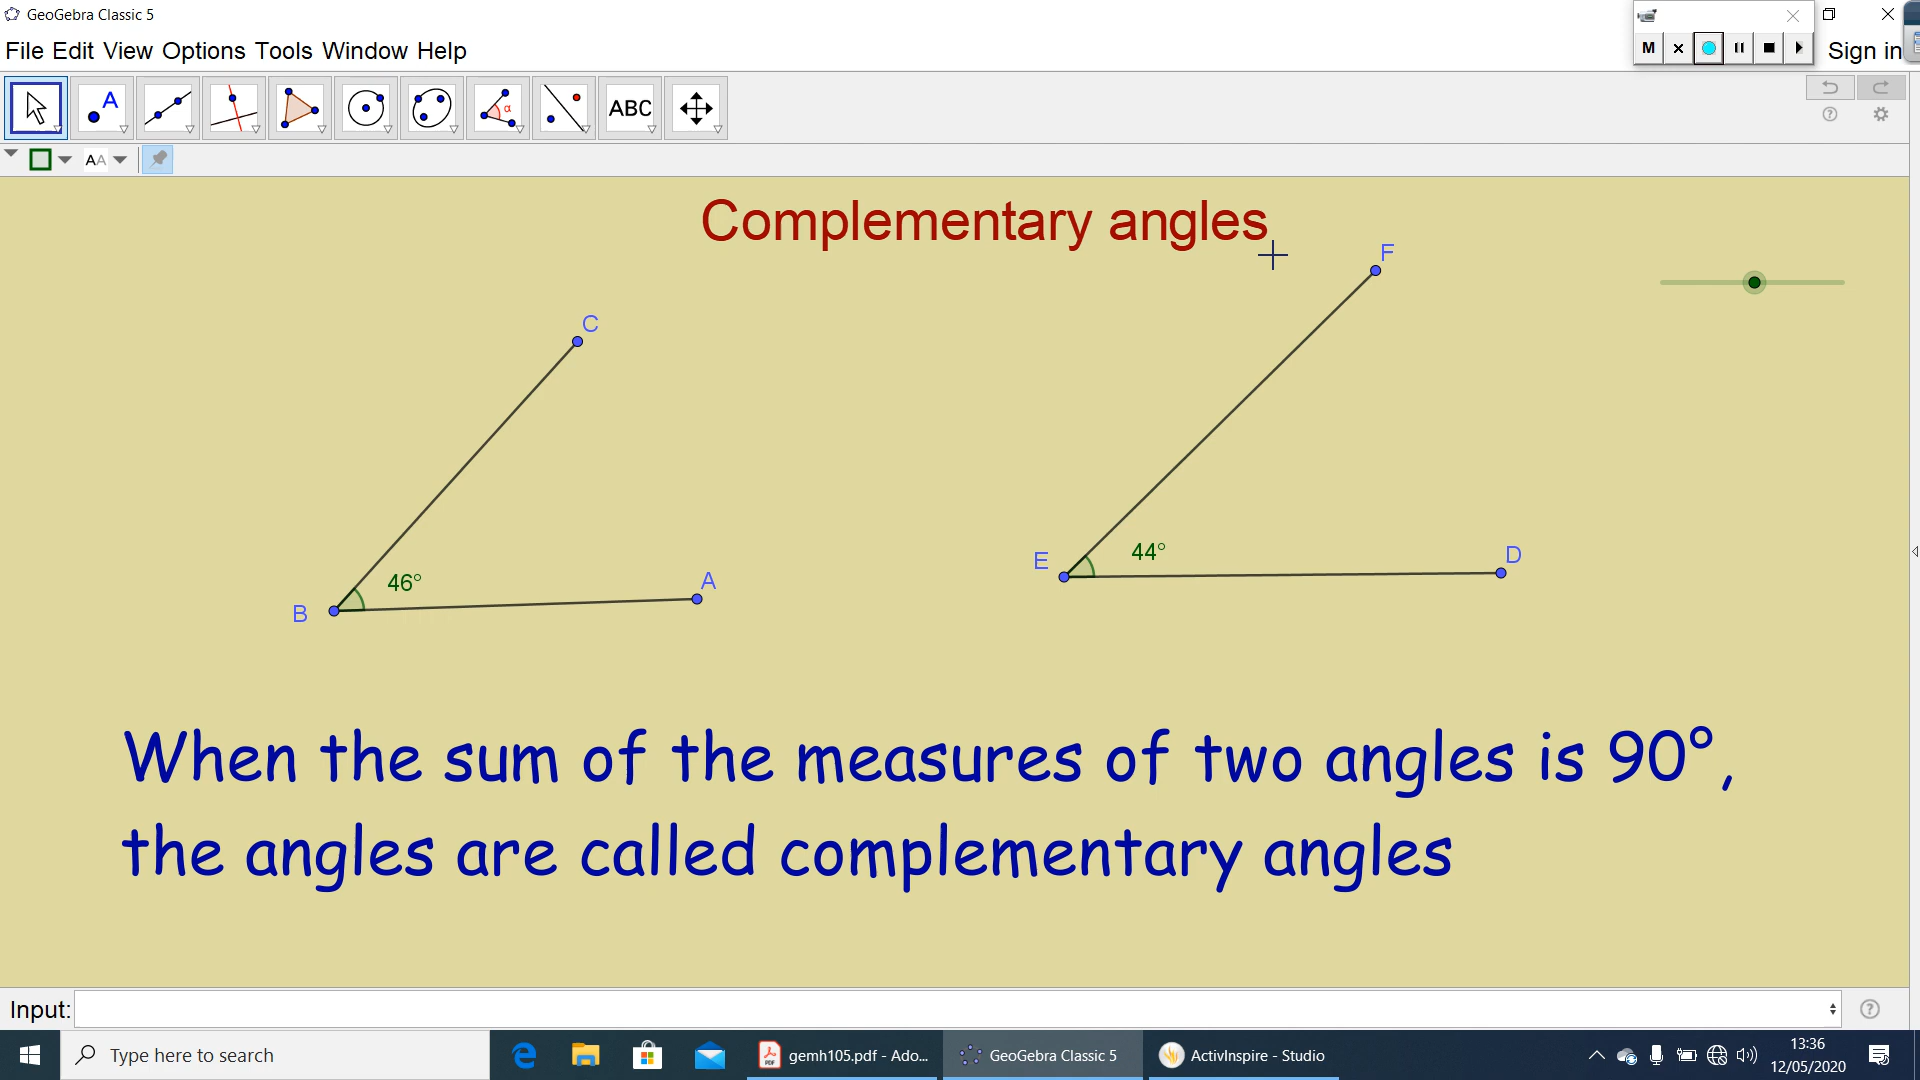 GeoGebra Classic 5
File Edit View Options Tools Window Help
M
Sign in
A
α
ABC
AA
Complementary angles
F
C
46°
A
B
E
44°
D
When the sum of the measures of two angles is 90°,
the angles are called complementary angles
Input:
Type here to search
gemh105.pdf - Ado...
GeoGebra Classic 5
ActivInspire - Studio
13:36
12/05/2020